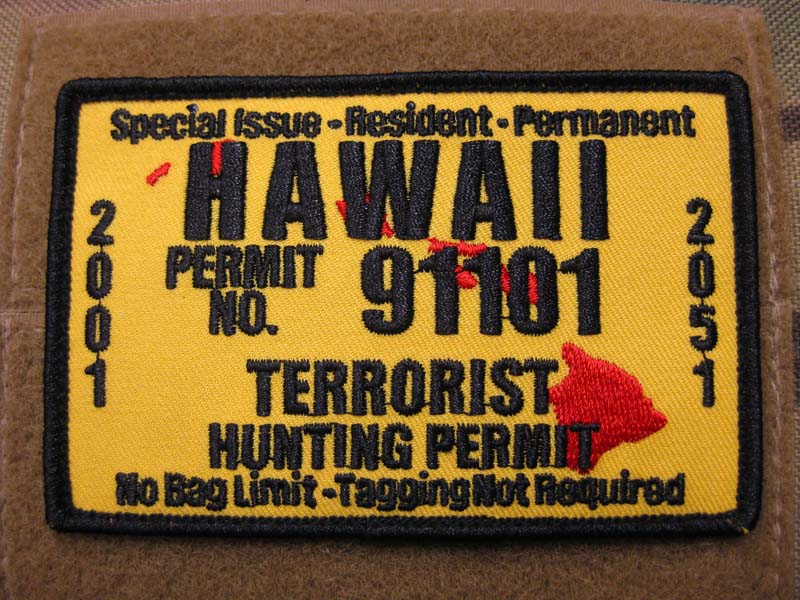 Special Issue - Resident - Permanent
HAWAII
2001
PERMIT NO. 91101
2051
TERRORIST
HUNTING PERMIT
No Bag Limit - Tagging Not Required